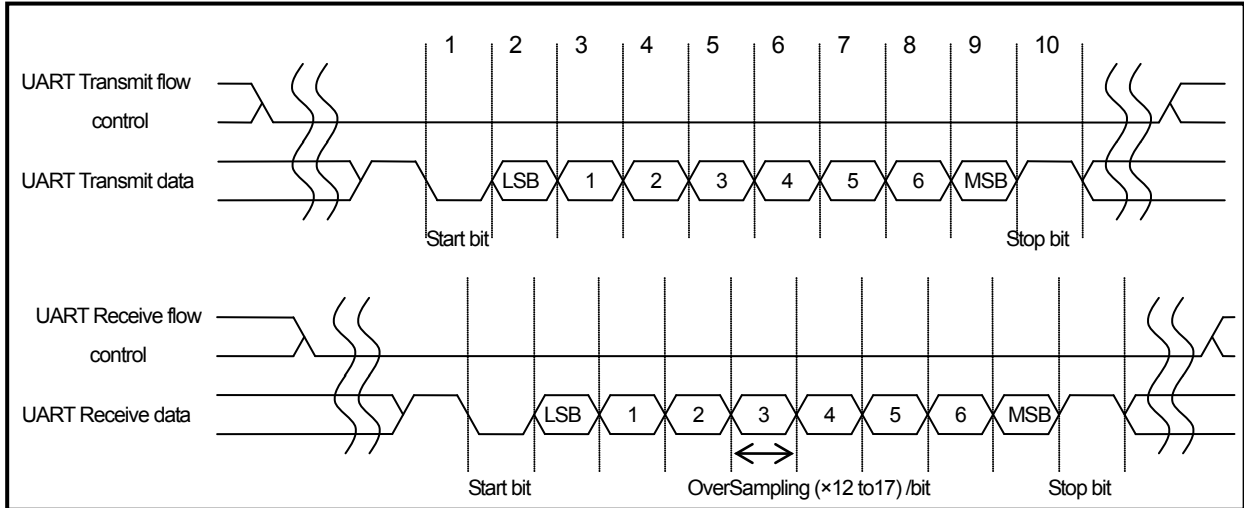 1 2 3 4 5 6 7 8 9 10
UART Transmit flow
control
UART Transmit data
LSB 1 2 3 4 5 6 MSB
Start bit Stop bit
UART Receive flow
control
UART Receive data
LSB 1 2 3 4 5 6 MSB
Start bit OverSampling (×12 to17) /bit Stop bit